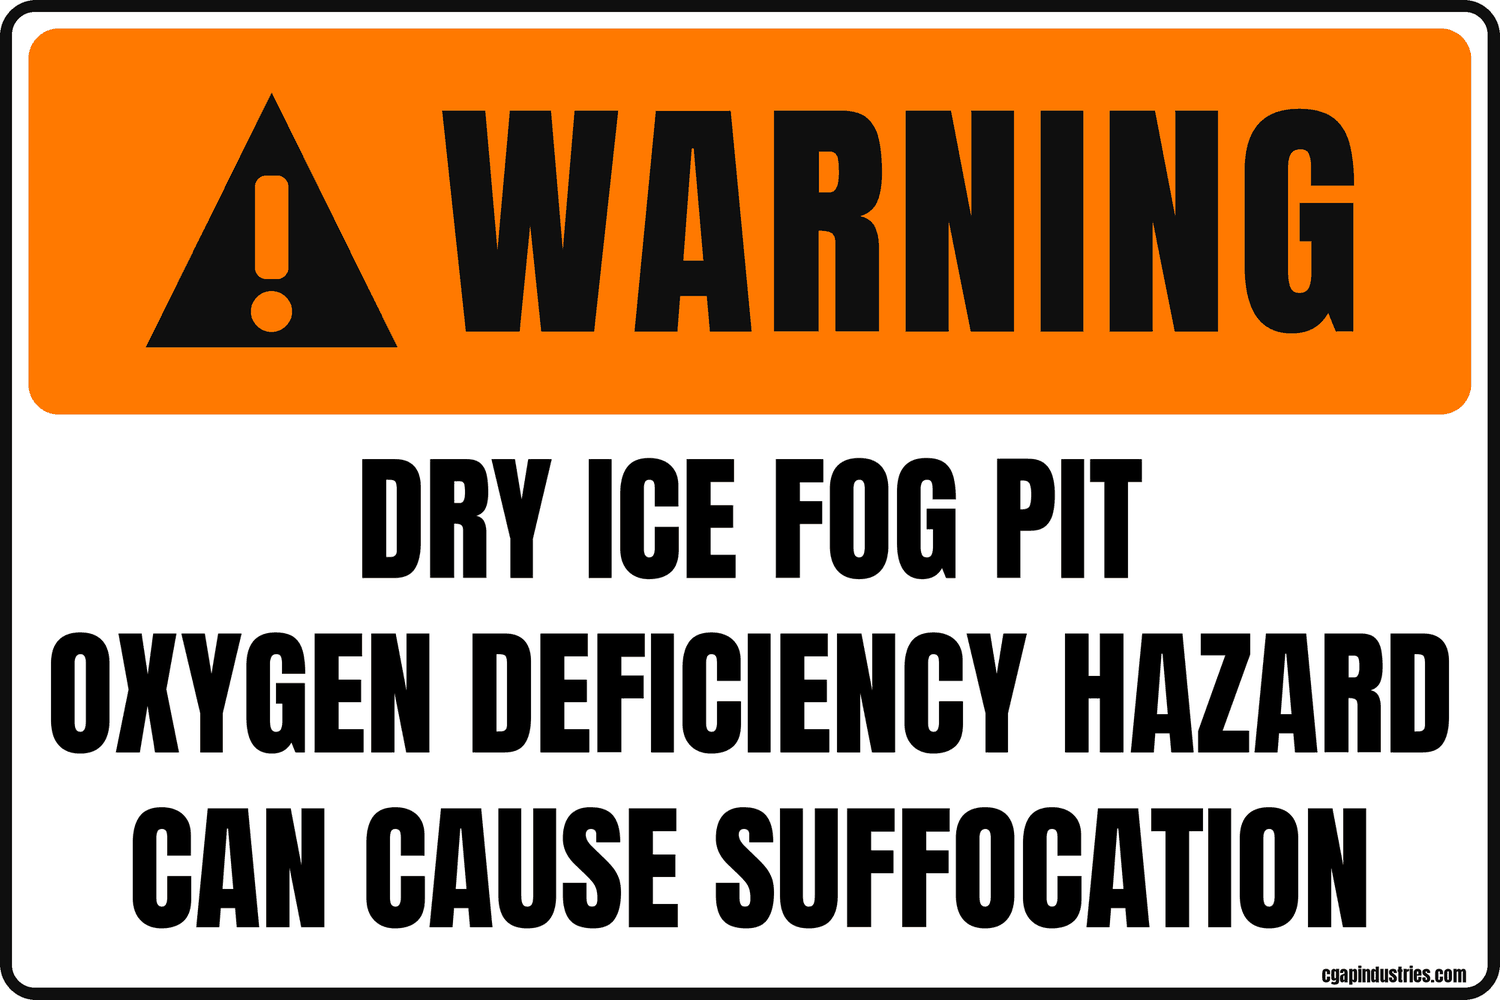 WARNING
DRY ICE FOG PIT
OXYGEN DEFICIENCY HAZARD
CAN CAUSE SUFFOCATION
cgapindustries.com